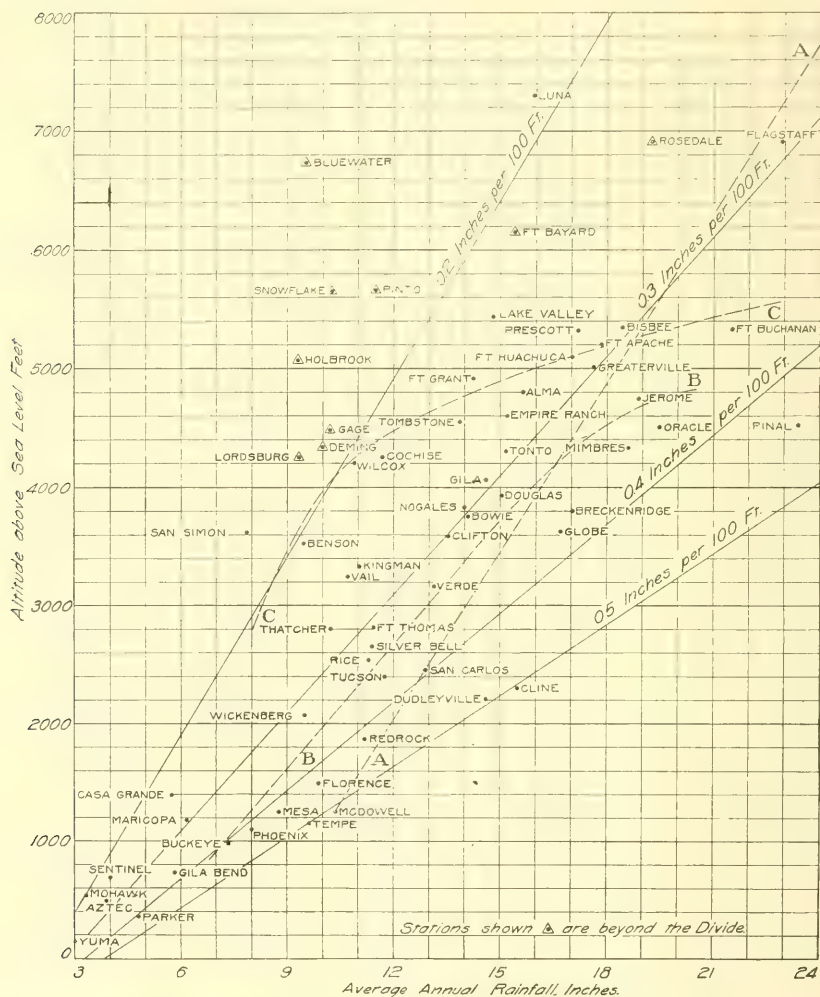 8000
A
LUNA
7000
ROSEDALE
FLAGSTAFF
BLUEWATER
0.2 Inches per 100 Ft.
FT BAYARD
6000
0.3 Inches per 100 Ft.
SNOWFLAKE
PINTO
C
LAKE VALLEY
BISBEE
FT BUCHANAN
PRESCOTT
FT APACHE
HOLBROOK
FT HUACHUCA
GREATERVILLE
5000
FT GRANT
B
ALMA
JEROME
EMPIRE RANCH
TOMBSTONE
GAGE
ORACLE
PINAL
DEMING
MIMBRES
LORDSBURG
COCHISE
TONTO
WILCOX
0.4 Inches per 100 Ft.
GILA
4000
DOUGLAS
NOGALES
BRECKENRIDGE
BOWIE
SAN SIMON
CLIFTON
GLOBE
BENSON
KINGMAN
VAIL
VERDE
0.5 Inches per 100 Ft.
3000
C
THATCHER
FT THOMAS
SILVER BELL
RICE
SAN CARLOS
TUCSON
CLINE
DUDLEYVILLE
WICKENBERG
2000
REDROCK
B
A
FLORENCE
CASA GRANDE
MESA
MCDOWELL
MARICOPA
TEMPE
1000
BUCKEYE
PHOENIX
SENTINEL
GILA BEND
MOHAWK
AZTEC
PARKER
Stations shown △ are beyond the Divide.
YUMA
0
3 6 9 12 15 18 21 24
Average Annual Rainfall, Inches.
Altitude above Sea Level Feet